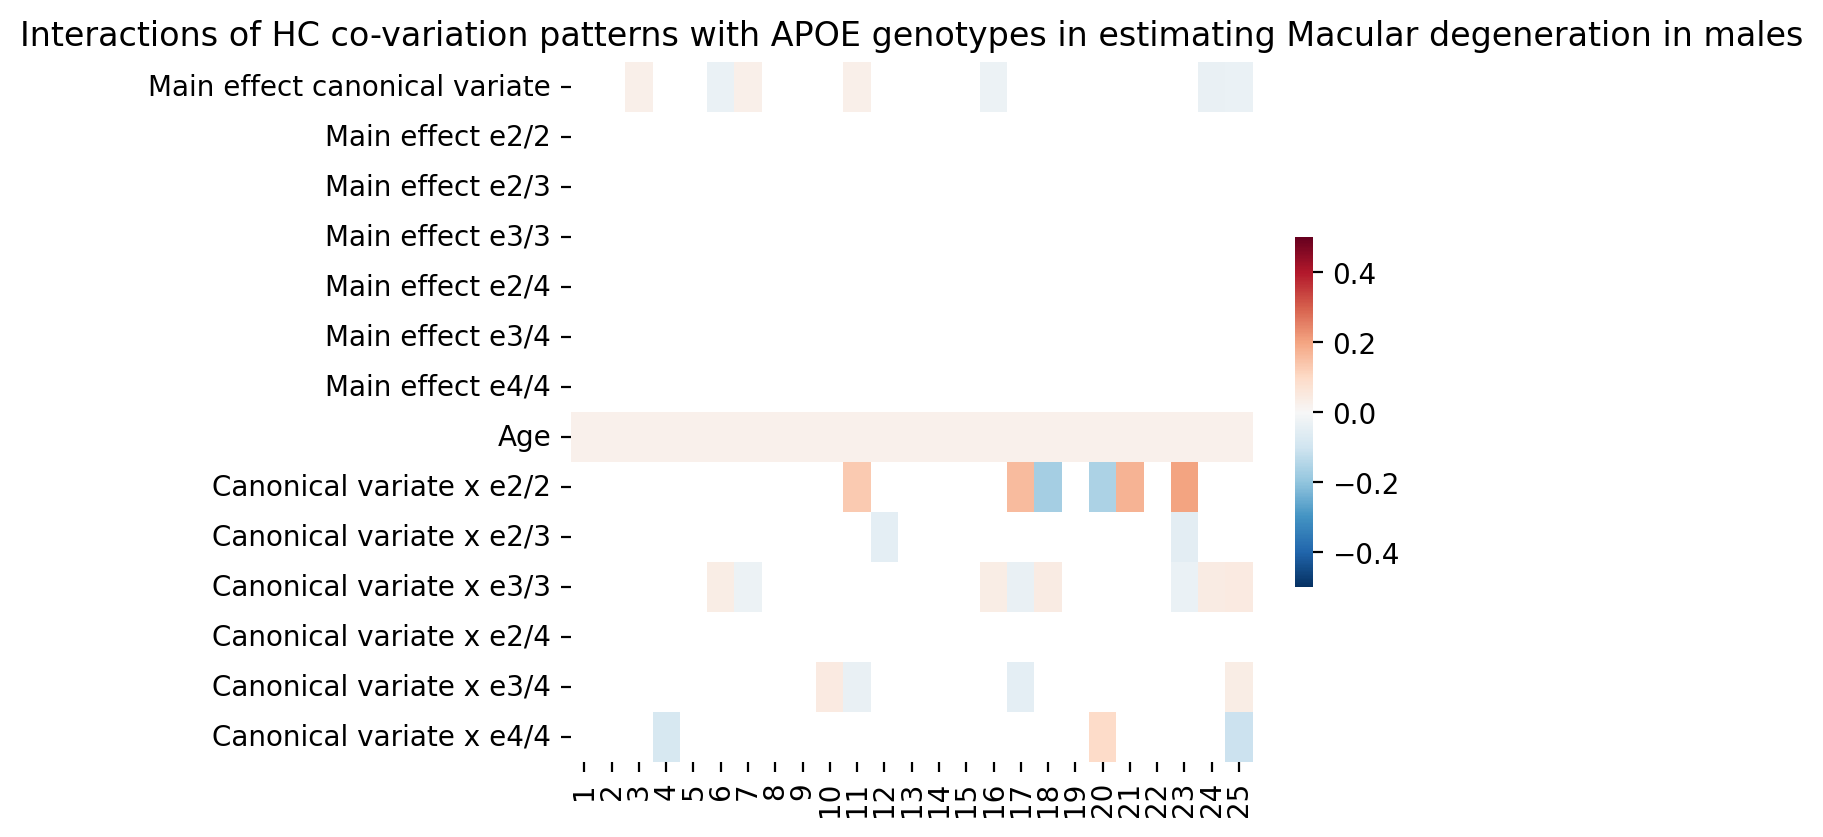 Interactions of HC co-variation patterns with APOE genotypes in estimating Macular degeneration in males
Main effect canonical variate
Main effect e2/2
Main effect e2/3
Main effect e3/3
Main effect e2/4
Main effect e3/4
Main effect e4/4
Age
Canonical variate x e2/2
Canonical variate x e2/3
Canonical variate x e3/3
Canonical variate x e2/4
Canonical variate x e3/4
Canonical variate x e4/4
1 2 3 4 5 6 7 8 9 10 11 12 13 14 15 16 17 18 19 20 21 22 23 24 25
0.4
0.2
0.0
−0.2
−0.4